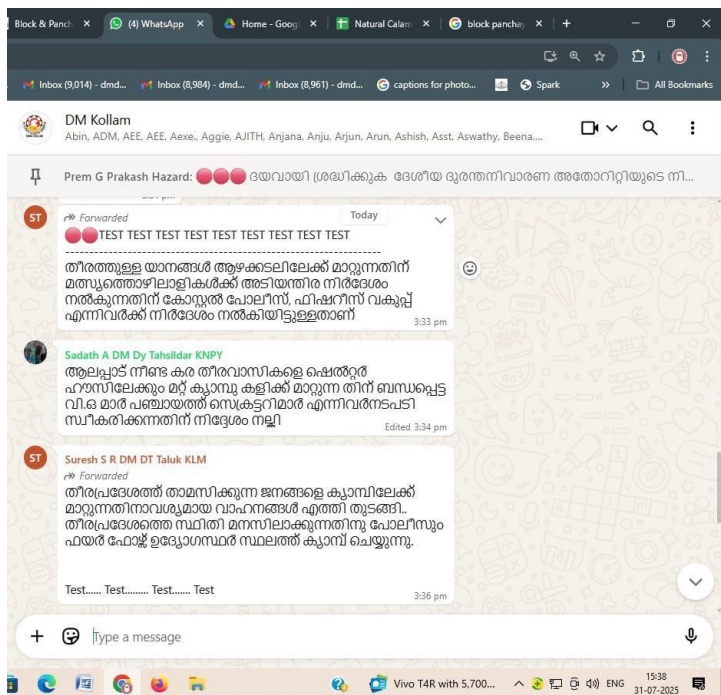 Block & Panch
(4) WhatsApp
Home - Goog
Natural Calam
block panchay
Inbox (9,014) - dmd...
Inbox (8,984) - dmd...
Inbox (8,961) - dmd...
captions for photo...
Spark
»
All Bookmarks
DM Kollam
Abin, ADM, AEE, AEE, Aexe., Aggie, AJITH, Anjana, Anju, Arjun, Arun, Ashish, Asst, Aswathy, Beena,...
Prem G Prakash Hazard: 🔴🔴🔴 ദയവായി ശ്രദ്ധിക്കുക ദേശീയ ദുരന്തനിവാരണ അതോറിറ്റിയുടെ നി...
Today
ST
Forwarded
🔴🔴TEST TEST TEST TEST TEST TEST TEST TEST TEST
------------------------------------------------------------
തീരത്തുള്ള യാനങ്ങൾ ആഴക്കടലിലേക്ക് മാറ്റുന്നതിന്
മത്സ്യത്തൊഴിലാളികൾക്ക് അടിയന്തിര നിർദേശം
നൽകുന്നതിന് കോസ്റ്റൽ പോലീസ്, ഫിഷറീസ് വകുപ്പ്
എന്നിവർക്ക് നിർദേശം നൽകിയിട്ടുള്ളതാണ്
3:33 pm
Sadath A DM Dy Tahsildar KNPY
ആലപ്പാട് നീണ്ട കര തീരവാസികളെ ഷെൽറ്റർ
ഹൗസിലേക്കും മറ്റ് ക്യാമ്പു കളിക്ക് മാറ്റുന്ന തിന് ബന്ധപ്പെട്ട
വി.ഒ മാർ പഞ്ചായത്ത് സെക്രട്ടറിമാർ എന്നിവർനടപടി
സ്വീകരിക്കന്നതിന് നിദ്ദേശം നല്കി
Edited 3:34 pm
ST
Suresh S R DM DT Taluk KLM
Forwarded
തീരപ്രദേശത്ത് താമസിക്കുന്ന ജനങ്ങളെ ക്യാമ്പിലേക്ക്
മാറ്റുന്നതിനാവശ്യമായ വാഹനങ്ങൾ എത്തി തുടങ്ങി..
തീരപ്രദേശത്തെ സ്ഥിതി മനസിലാക്കുന്നതിനു പോലീസും
ഫയർ ഫോഴ്സ് ഉദ്യോഗസ്ഥർ സ്ഥലത്ത് ക്യാമ്പ് ചെയ്യുന്നു.
Test...... Test......... Test....... Test
3:36 pm
Type a message
Vivo T4R with 5,700...
ENG
15:38
31-07-2025